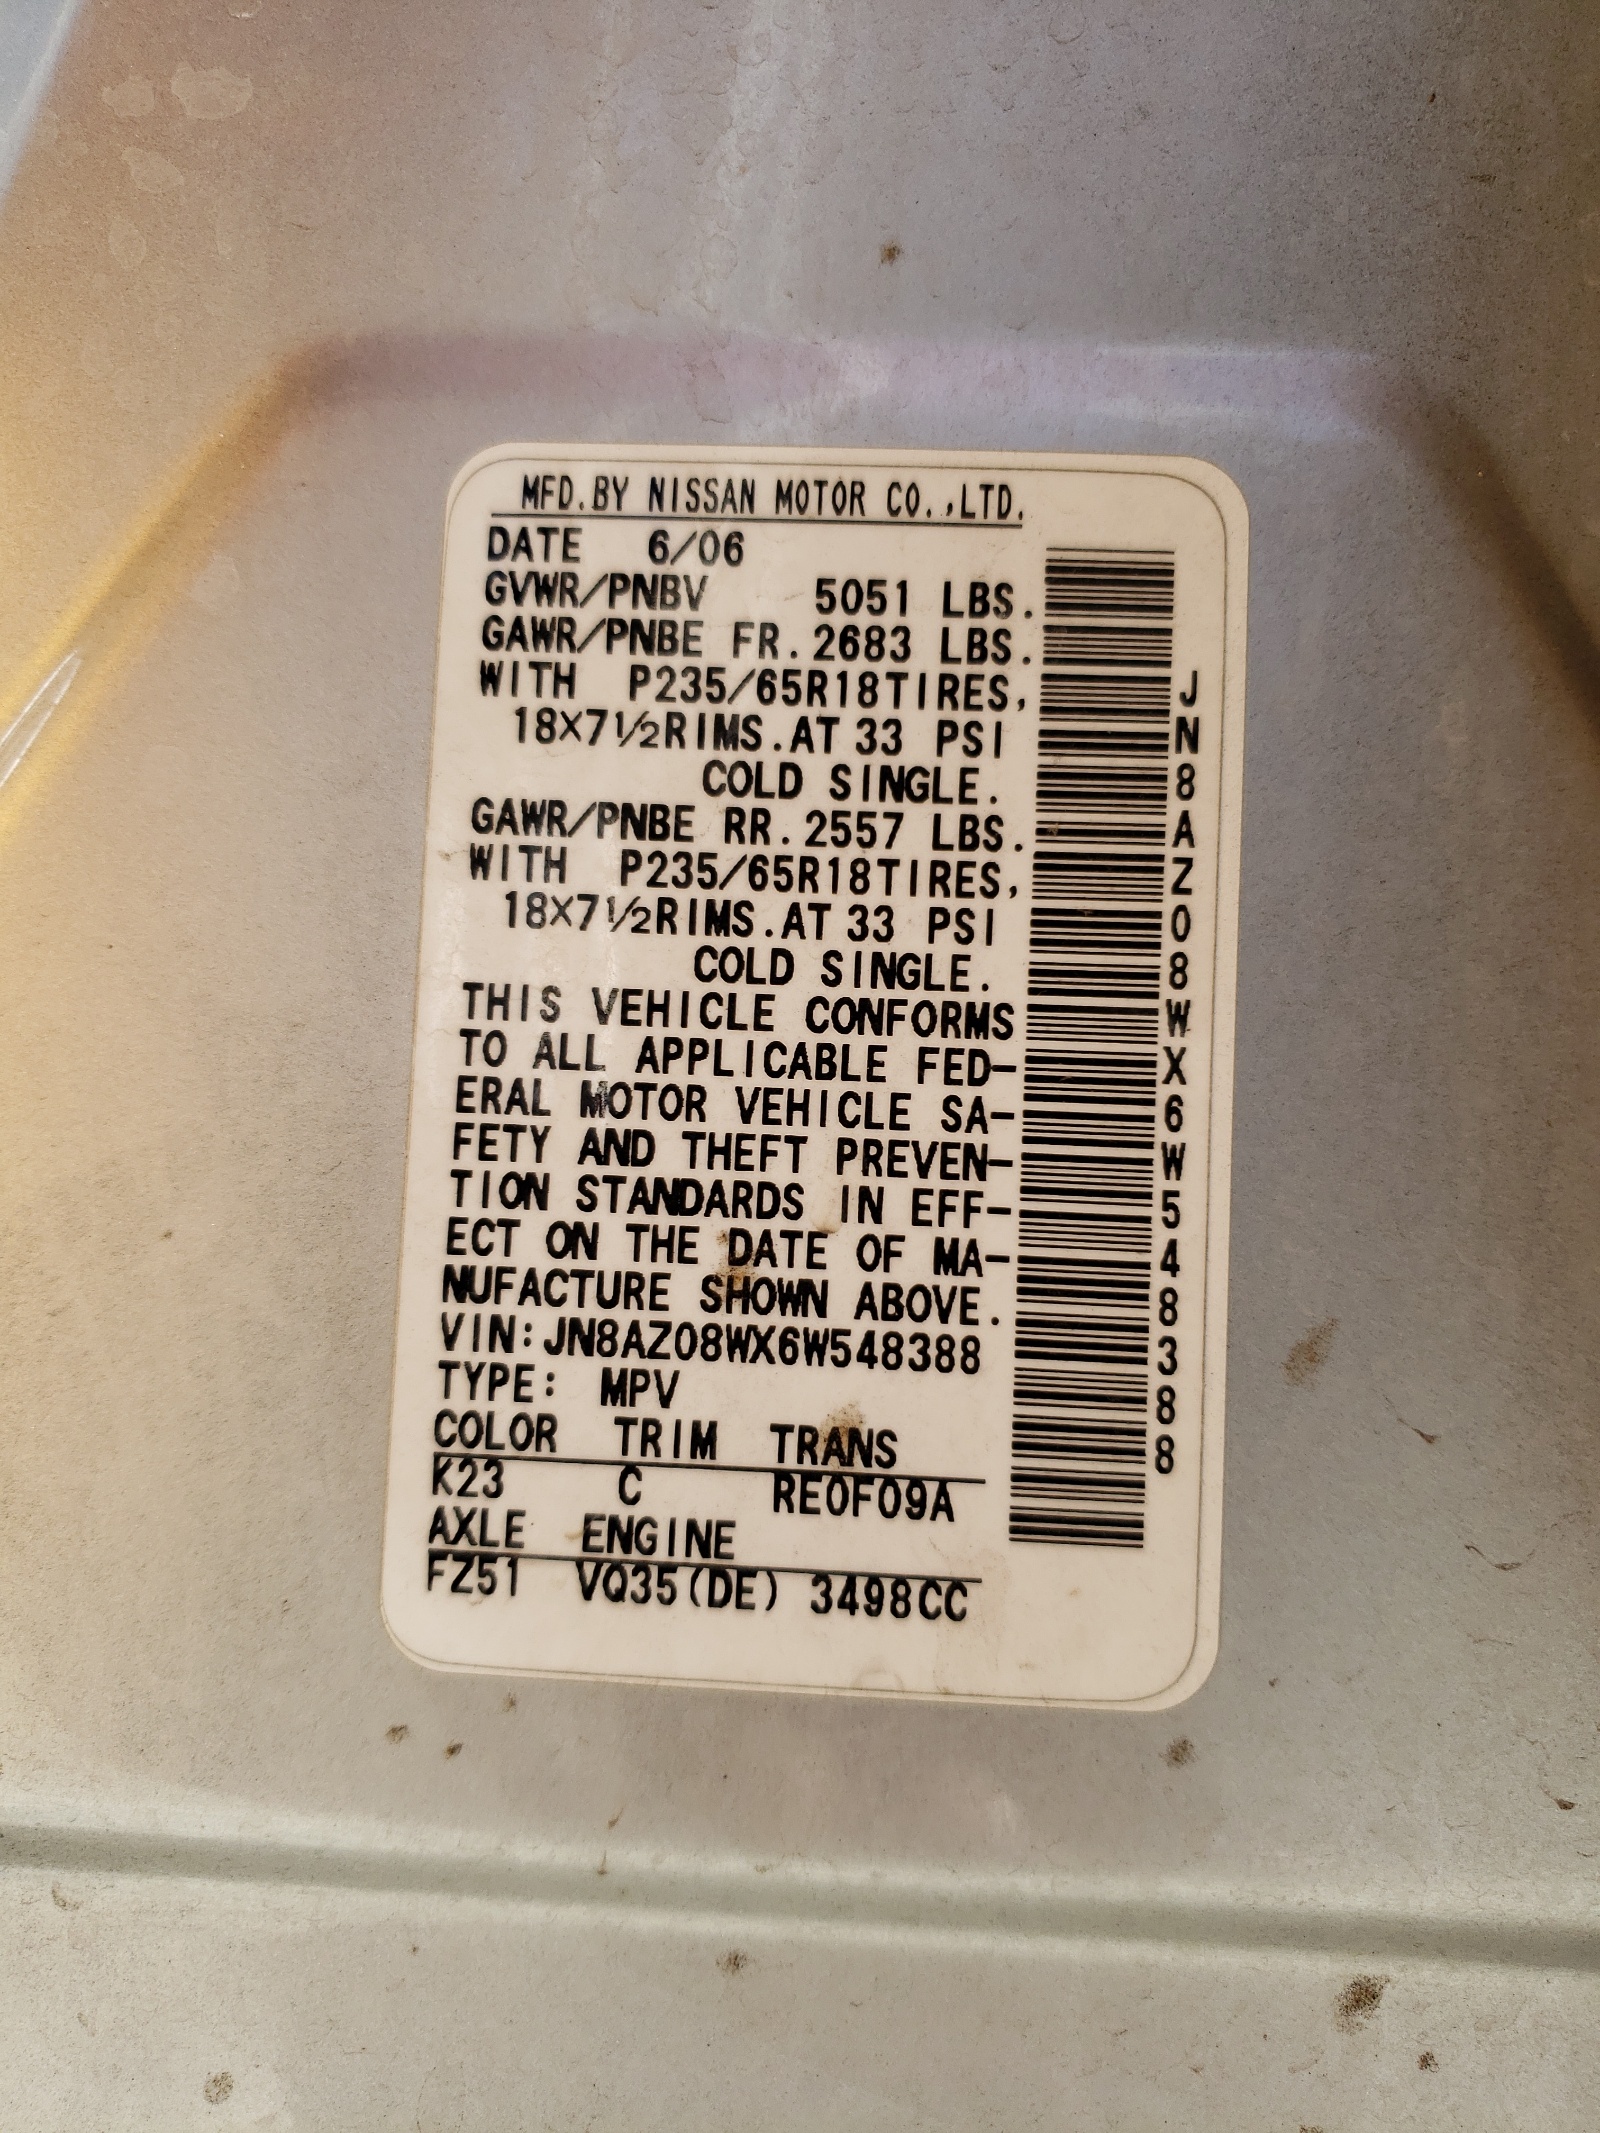 MFD.BY NISSAN MOTOR CO.,LTD.
DATE 6/06
GVWR/PNBV 5051 LBS.
GAWR/PNBE FR. 2683 LBS.
WITH P235/65R18TIRES,
18X7½RIMS.AT 33 PSI
COLD SINGLE.
GAWR/PNBE RR. 2557 LBS.
WITH P235/65R18TIRES,
18X7½RIMS.AT 33 PSI
COLD SINGLE.
THIS VEHICLE CONFORMS
TO ALL APPLICABLE FED-
ERAL MOTOR VEHICLE SA-
FETY AND THEFT PREVEN-
TION STANDARDS IN EFF-
ECT ON THE DATE OF MA-
NUFACTURE SHOWN ABOVE.
VIN:JN8AZ08WX6W548388
TYPE: MPV
COLOR TRIM TRANS
K23 C RE0F09A
AXLE ENGINE
FZ51 VQ35(DE) 3498CC
JN8AZ08WX6W548388